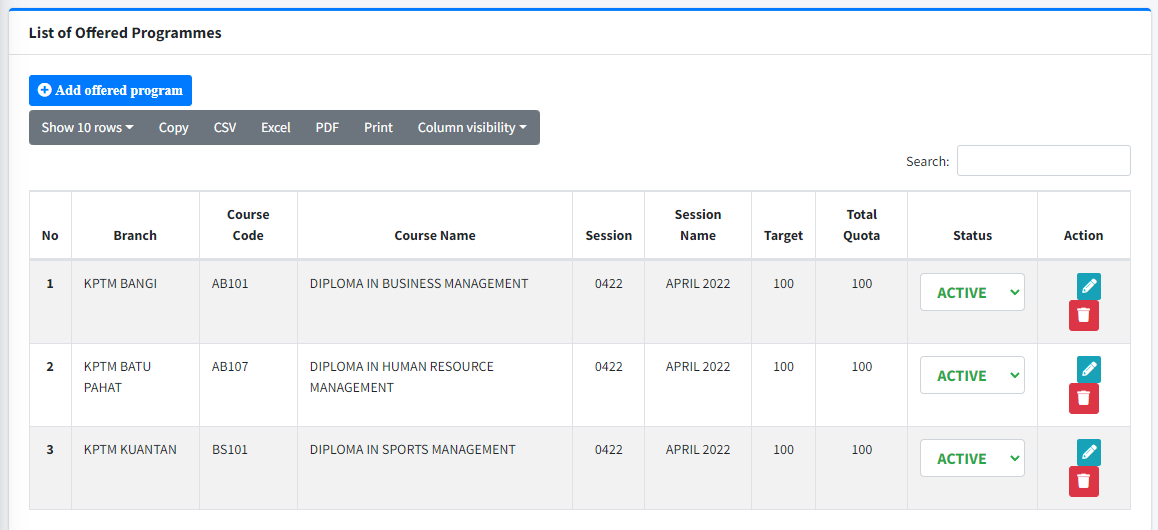 List of Offered Programmes
Add offered program
Show 10 rows Copy CSV Excel PDF Print Column visibility
Search:
No Branch Course Code Course Name Session Session Name Target Total Quota Status Action
1 KPTM BANGI AB101 DIPLOMA IN BUSINESS MANAGEMENT 0422 APRIL 2022 100 100 ACTIVE
2 KPTM BATU PAHAT AB107 DIPLOMA IN HUMAN RESOURCE MANAGEMENT 0422 APRIL 2022 100 100 ACTIVE
3 KPTM KUANTAN BS101 DIPLOMA IN SPORTS MANAGEMENT 0422 APRIL 2022 100 100 ACTIVE